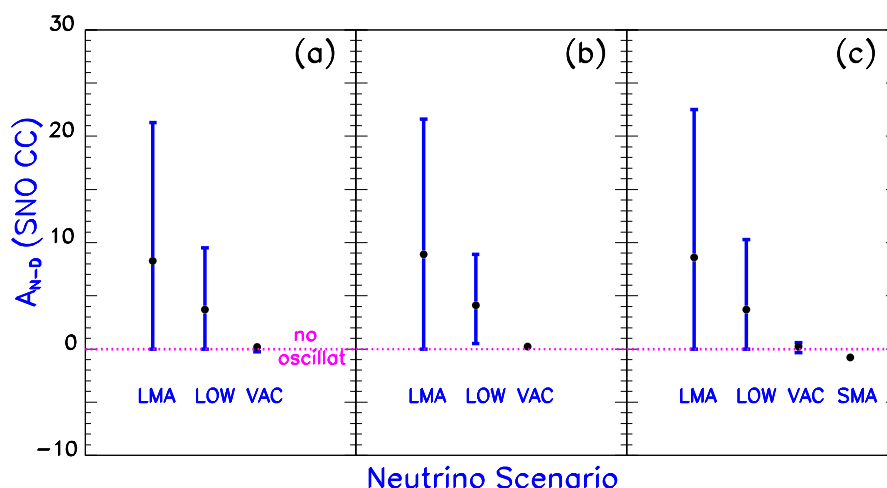 30
(a)
(b)
(c)
20
10
0
-10
A_{N-D} (SNO CC)
no
oscillat
LMA LOW VAC
LMA LOW VAC
LMA LOW VAC SMA
Neutrino Scenario